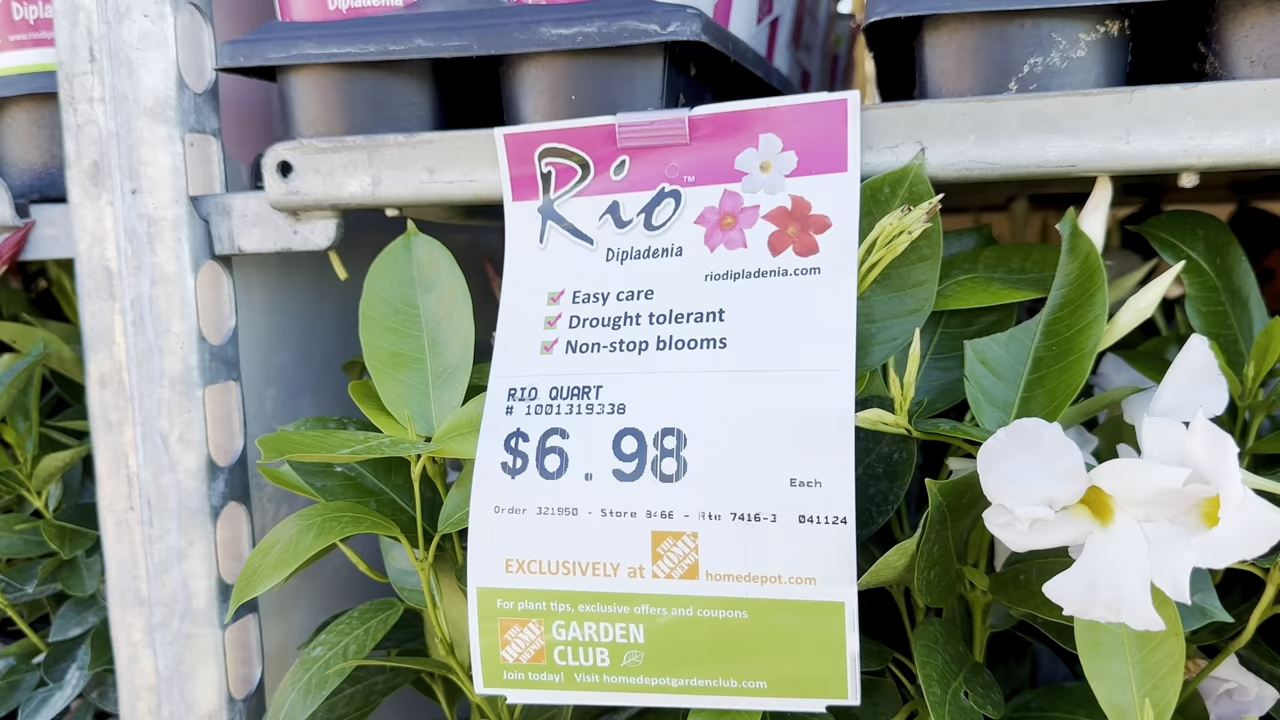 Dipladenia
Rio™
Dipladenia
riodipladenia.com
Easy care
Drought tolerant
Non-stop blooms
RIO QUART
# 1001319338
$6.98
Each
Order 321950 - Store 8466 - Rte 7416-3 041124
EXCLUSIVELY at THE HOME DEPOT homedepot.com
For plant tips, exclusive offers and coupons
THE HOME DEPOT GARDEN
CLUB
Join today! Visit homedepotgardenclub.com